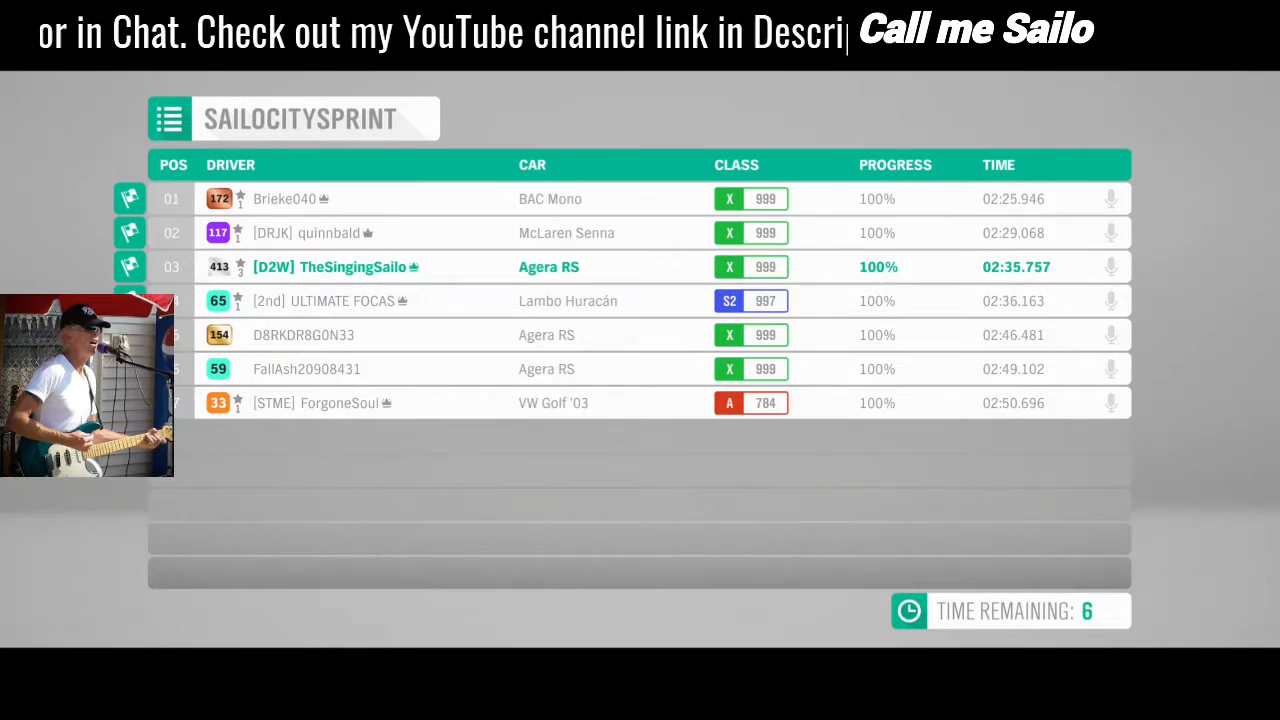 or in Chat. Check out my YouTube channel link in Descri
Call me Sailo
SAILOCITYSPRINT
POS DRIVER CAR CLASS PROGRESS TIME
01 172 1 Brieke040 BAC Mono X 999 100% 02:25.946
02 117 1 [DRJK] quinnbald McLaren Senna X 999 100% 02:29.068
03 413 3 [D2W] TheSingingSailo Agera RS X 999 100% 02:35.757
4 65 1 [2nd] ULTIMATE FOCAS Lambo Huracán S2 997 100% 02:36.163
5 154 D8RKDR8G0N33 Agera RS X 999 100% 02:46.481
6 59 FallAsh20908431 Agera RS X 999 100% 02:49.102
7 33 1 [STME] ForgoneSoul VW Golf '03 A 784 100% 02:50.696
TIME REMAINING: 6